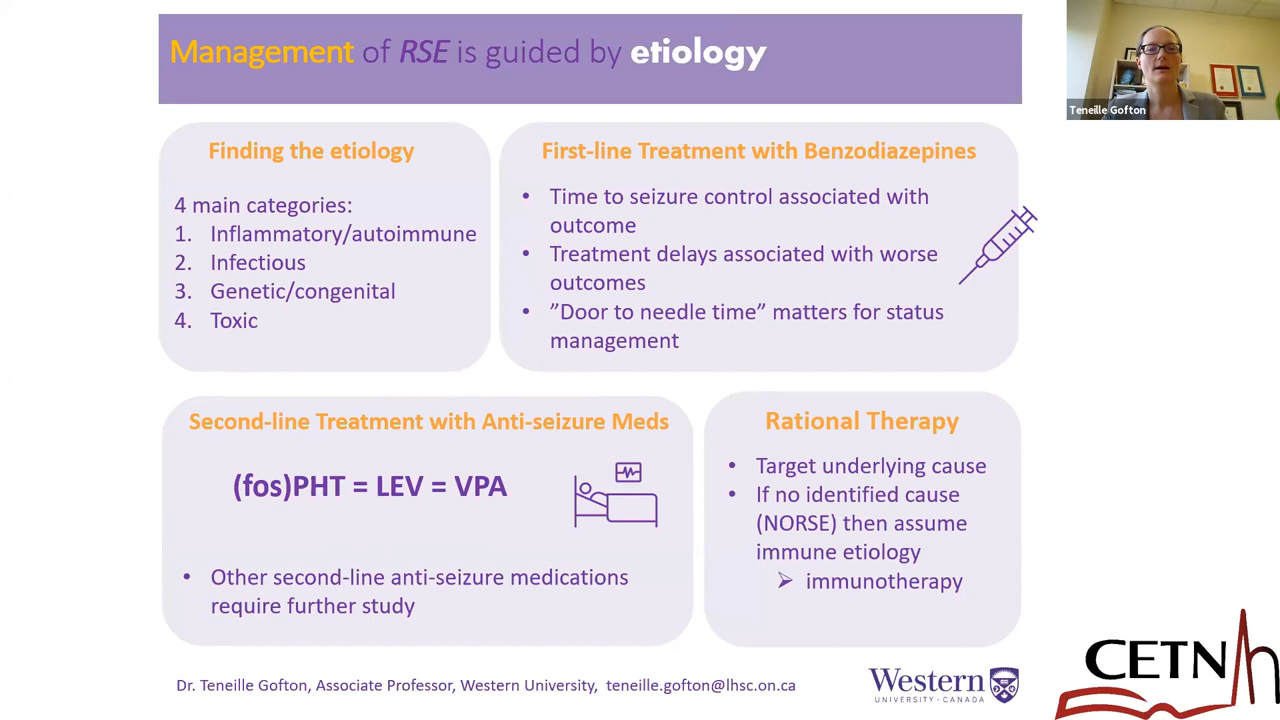 Management of RSE is guided by etiology
Teneille Gofton
Finding the etiology
4 main categories:
1. Inflammatory/autoimmune
2. Infectious
3. Genetic/congenital
4. Toxic
First-line Treatment with Benzodiazepines
• Time to seizure control associated with
outcome
• Treatment delays associated with worse
outcomes
• ”Door to needle time” matters for status
management
Second-line Treatment with Anti-seizure Meds
(fos)PHT = LEV = VPA
• Other second-line anti-seizure medications
require further study
Rational Therapy
• Target underlying cause
• If no identified cause
(NORSE) then assume
immune etiology
➢ immunotherapy
Dr. Teneille Gofton, Associate Professor, Western University, teneille.gofton@lhsc.on.ca
Western
UNIVERSITY · CANADA
CETN